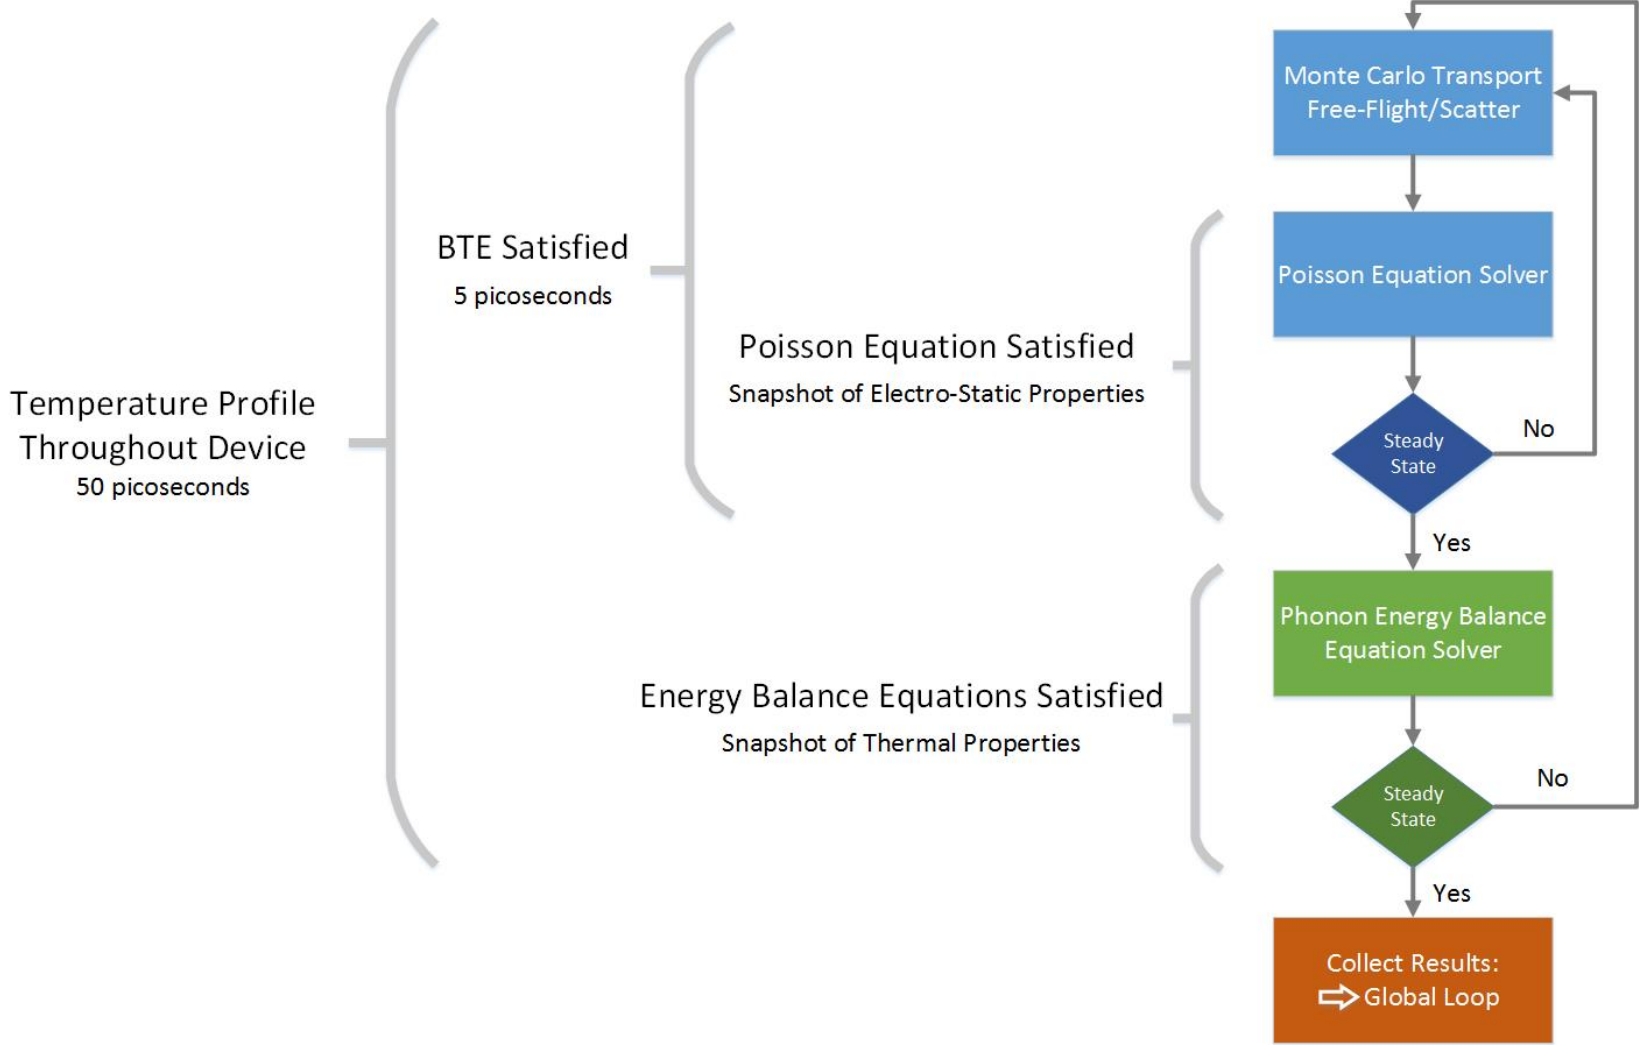 Monte Carlo Transport
Free-Flight/Scatter
BTE Satisfied
5 picoseconds
Poisson Equation Solver
Poisson Equation Satisfied
Snapshot of Electro-Static Properties
Temperature Profile
Throughout Device
50 picoseconds
Steady
State
No
Yes
Phonon Energy Balance
Equation Solver
Energy Balance Equations Satisfied
Snapshot of Thermal Properties
Steady
State
No
Yes
Collect Results:
Global Loop